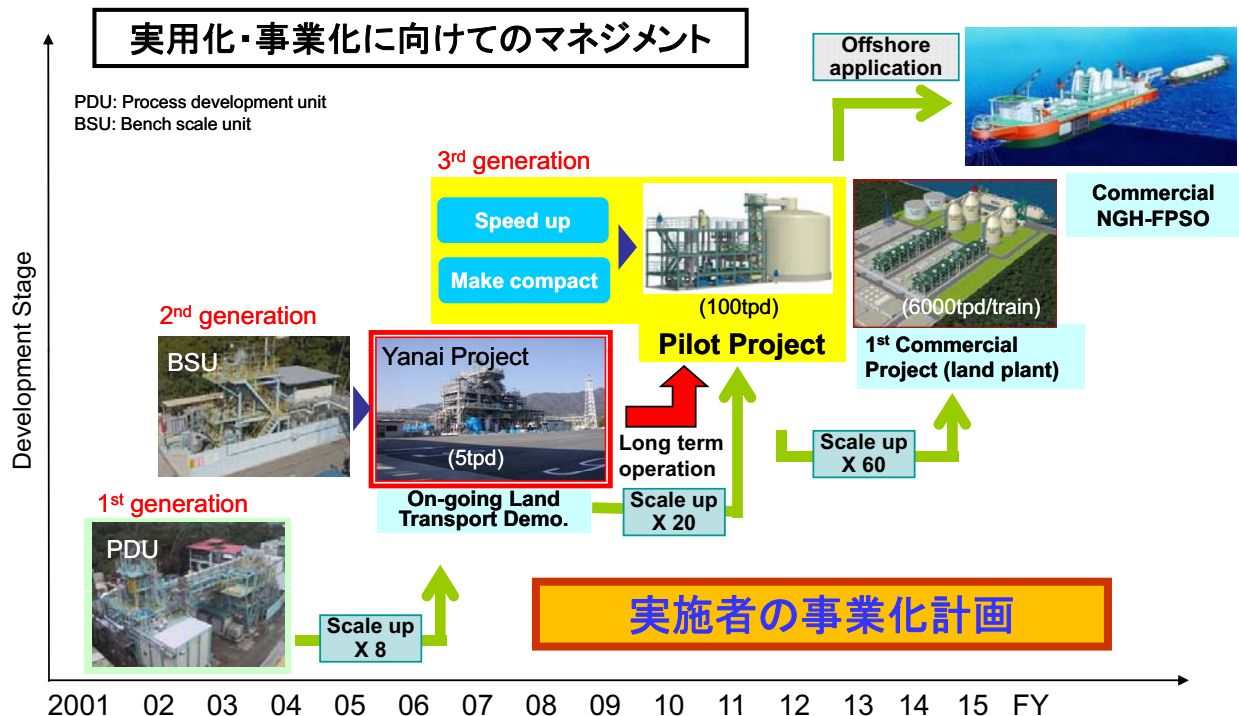 実用化・事業化に向けてのマネジメント
PDU: Process development unit
BSU: Bench scale unit
Offshore
application
Commercial
NGH-FPSO
3rd generation
Speed up
Make compact
(100tpd)
Pilot Project
(6000tpd/train)
1st Commercial
Project (land plant)
2nd generation
BSU
Yanai Project
(5tpd)
On-going Land
Transport Demo.
Long term
operation
Scale up
X 20
Scale up
X 60
1st generation
PDU
Scale up
X 8
実施者の事業化計画
Development Stage
2001 02 03 04 05 06 07 08 09 10 11 12 13 14 15 FY